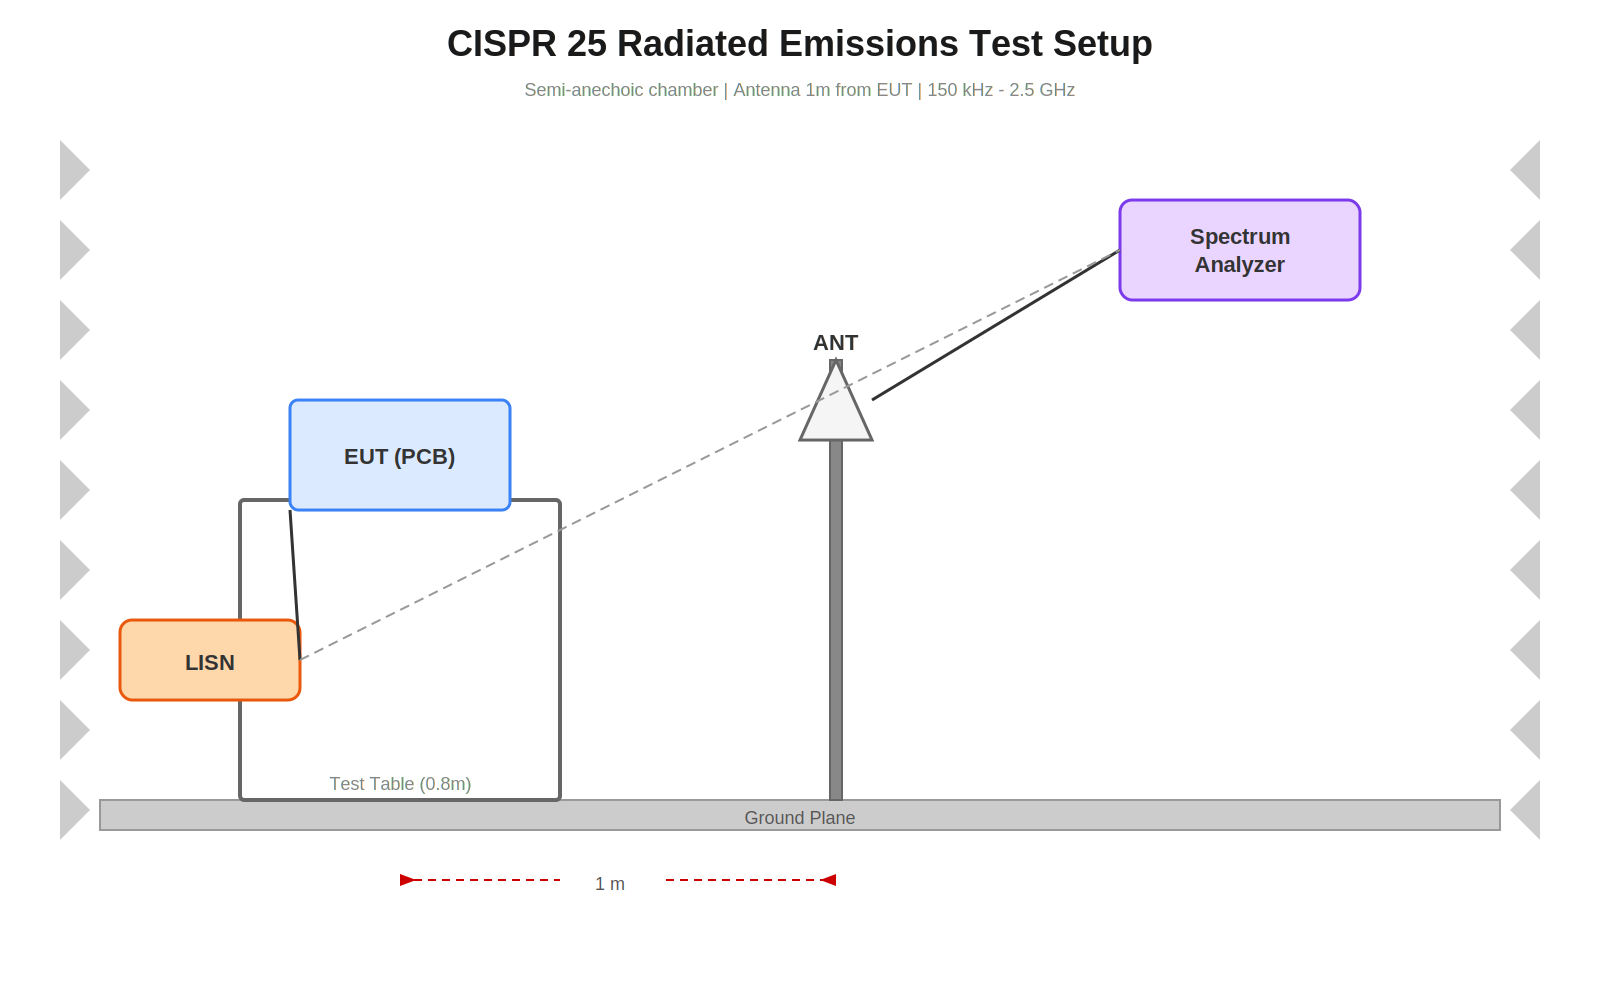 CISPR 25 Radiated Emissions Test Setup
Semi-anechoic chamber | Antenna 1m from EUT | 150 kHz - 2.5 GHz
Spectrum
Analyzer
ANT
EUT (PCB)
LISN
Test Table (0.8m)
Ground Plane
1 m